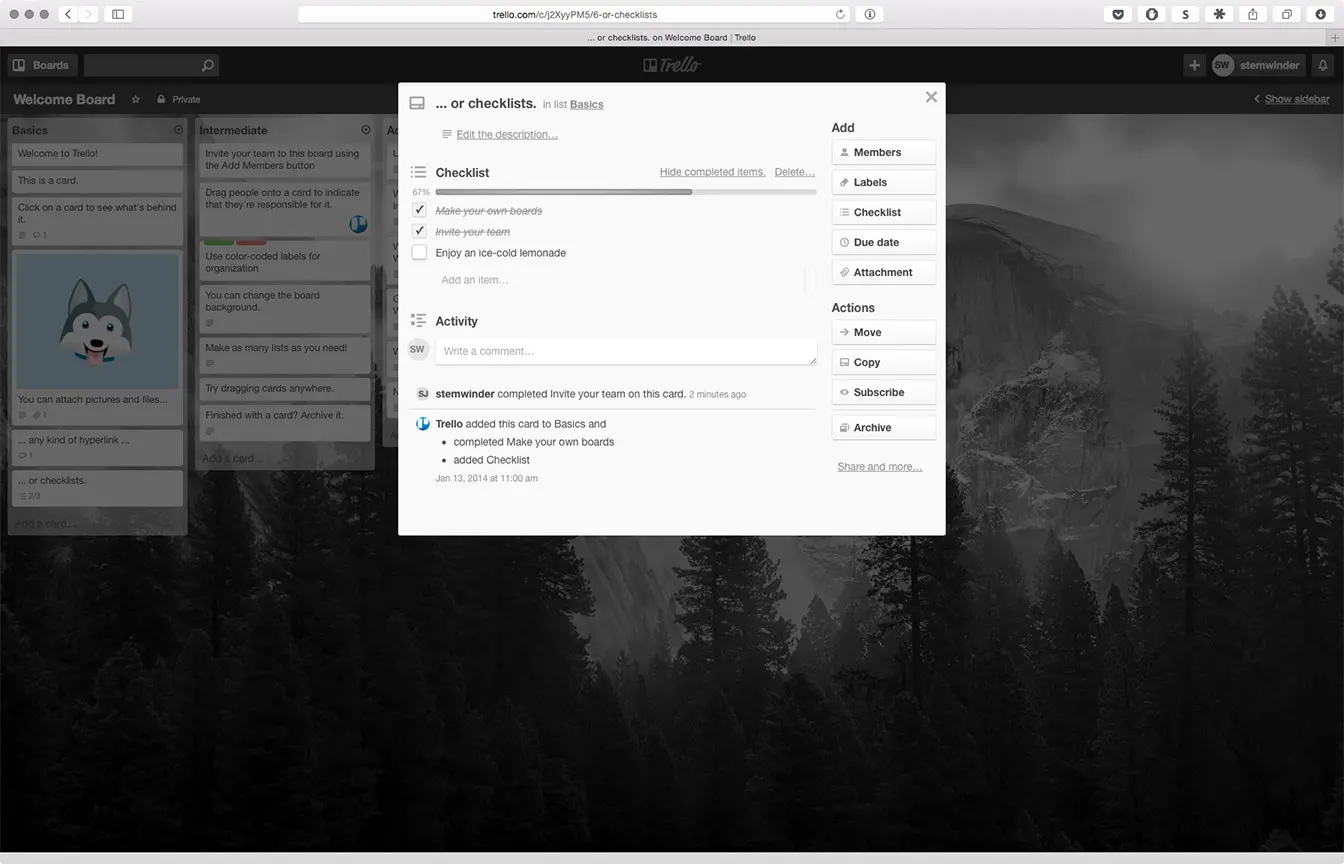 trello.com/c/j2XyyPM5/6-or-checklists
S
... or checklists. on Welcome Board | Trello
Boards
Trello
SW stemwinder
Welcome Board
Private
Show sidebar
Basics
Welcome to Trello!
This is a card.
Click on a card to see what's behind
it.
1
You can attach pictures and files...
1
... any kind of hyperlink ...
1
... or checklists.
2/3
Add a card...
Intermediate
Invite your team to this board using
the Add Members button
Drag people onto a card to indicate
that they're responsible for it.
Use color-coded labels for
organization
You can change the board
background.
Make as many lists as you need!
Try dragging cards anywhere.
Finished with a card? Archive it.
Add a card...
... or checklists. in list Basics
Edit the description…
Checklist
Hide completed items. Delete…
67%
Make your own boards
Invite your team
Enjoy an ice-cold lemonade
Add an item…
Activity
SW
Write a comment…
SJ stemwinder completed Invite your team on this card. 2 minutes ago
Trello added this card to Basics and
• completed Make your own boards
• added Checklist
Jan 13, 2014 at 11:00 am
Add
Members
Labels
Checklist
Due date
Attachment
Actions
Move
Copy
Subscribe
Archive
Share and more…